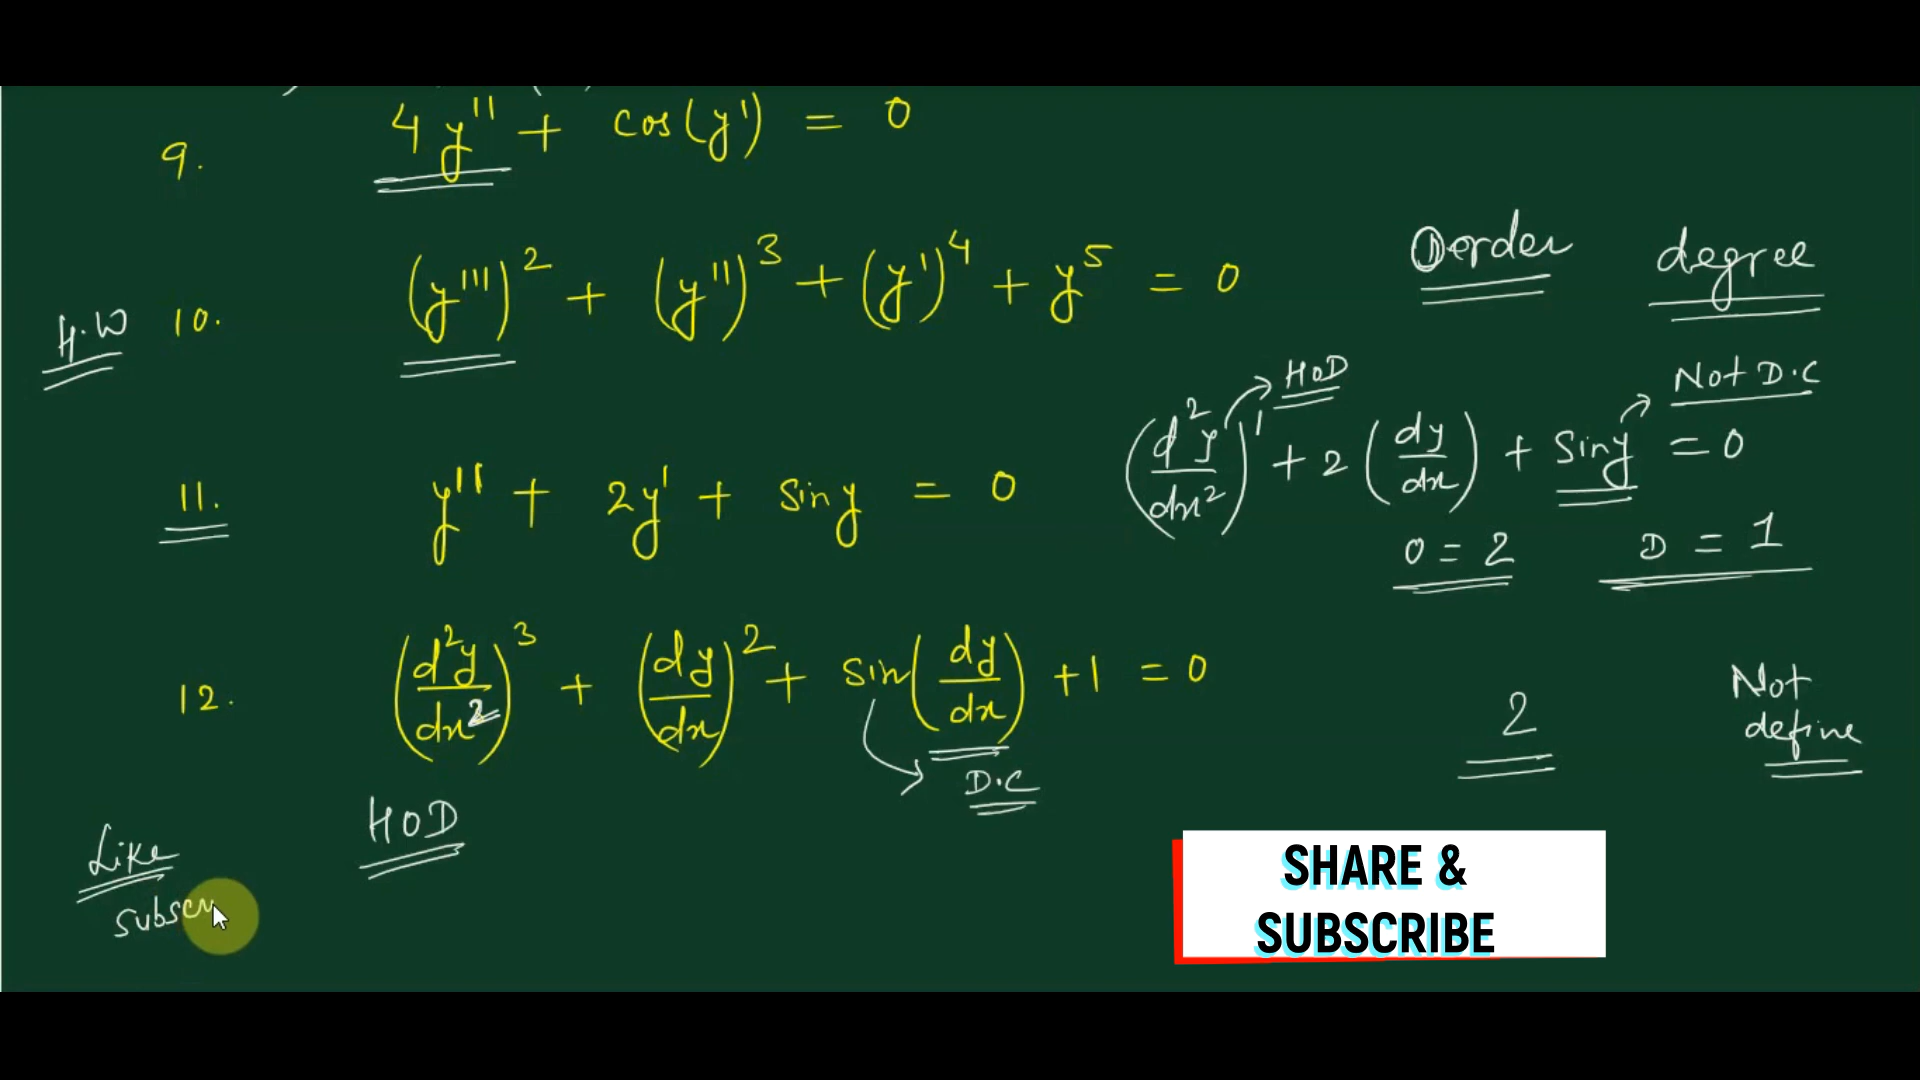 9. 4y'' + cos(y') = 0
Oorder degree
H.W 10. (y''')² + (y'')³ + (y')⁴ + y⁵ = 0
HOD Not D.C
11. y'' + 2y' + sin y = 0 (d²y/dx²)¹ + 2(dy/dx) + Sin y = 0
O = 2 D = 1
12. (d²y/dx²)³ + (dy/dx)² + sin(dy/dx) + 1 = 0 2 Not define
D.C
HOD
Like
subscr
SHARE &
SUBSCRIBE